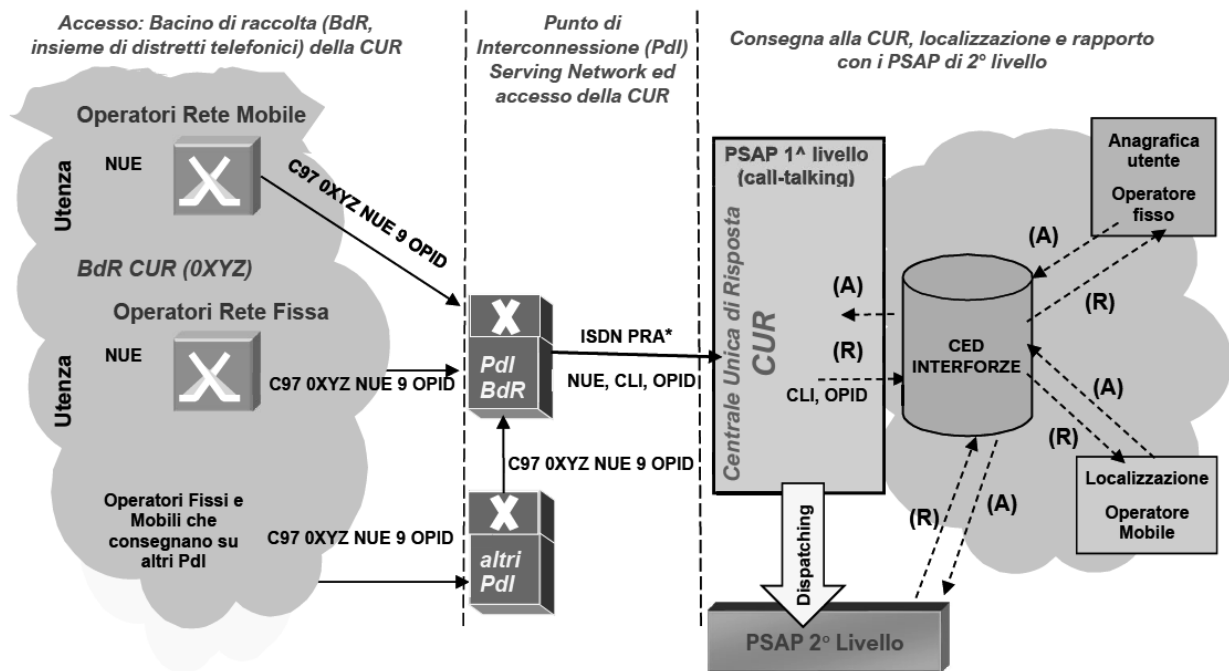 Accesso: Bacino di raccolta (BdR,
insieme di distretti telefonici) della CUR
Punto di
Interconnessione (PdI)
Serving Network ed
accesso della CUR
Consegna alla CUR, localizzazione e rapporto
con i PSAP di 2° livello
Operatori Rete Mobile
Utenza
NUE
C97 0XYZ NUE 9 OPID
BdR CUR (0XYZ)
Operatori Rete Fissa
Utenza
NUE
C97 0XYZ NUE 9 OPID
Operatori Fissi e
Mobili che
consegnano su
altri PdI
C97 0XYZ NUE 9 OPID
PdI
BdR
C97 0XYZ NUE 9 OPID
altri
PdI
ISDN PRA*
NUE, CLI, OPID
PSAP 1^ livello
(call-talking)
Centrale Unica di Risposta
CUR
(A)
(R)
CLI, OPID
CED
INTERFORZE
Anagrafica
utente
Operatore
fisso
(A)
(R)
(A)
(R)
Localizzazione
Operatore
Mobile
(R)
(A)
Dispatching
PSAP 2° Livello